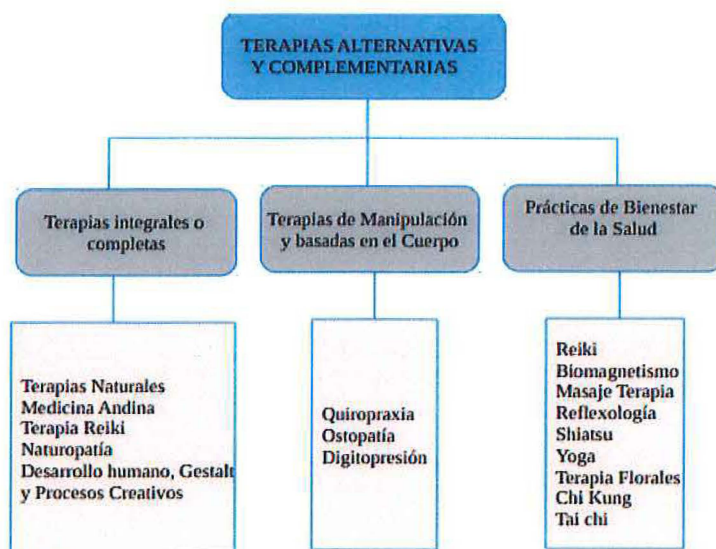 TERAPIAS ALTERNATIVAS
Y COMPLEMENTARIAS
Terapias integrales o
completas
Terapias de Manipulación
y basadas en el Cuerpo
Prácticas de Bienestar
de la Salud
Terapias Naturales
Medicina Andina
Terapia Reiki
Naturopatía
Desarrollo humano, Gestalt
y Procesos Creativos
Quiropraxia
Ostopatía
Digitopresión
Reiki
Biomagnetismo
Masaje Terapia
Reflexología
Shiatsu
Yoga
Terapia Florales
Chi Kung
Tai chi